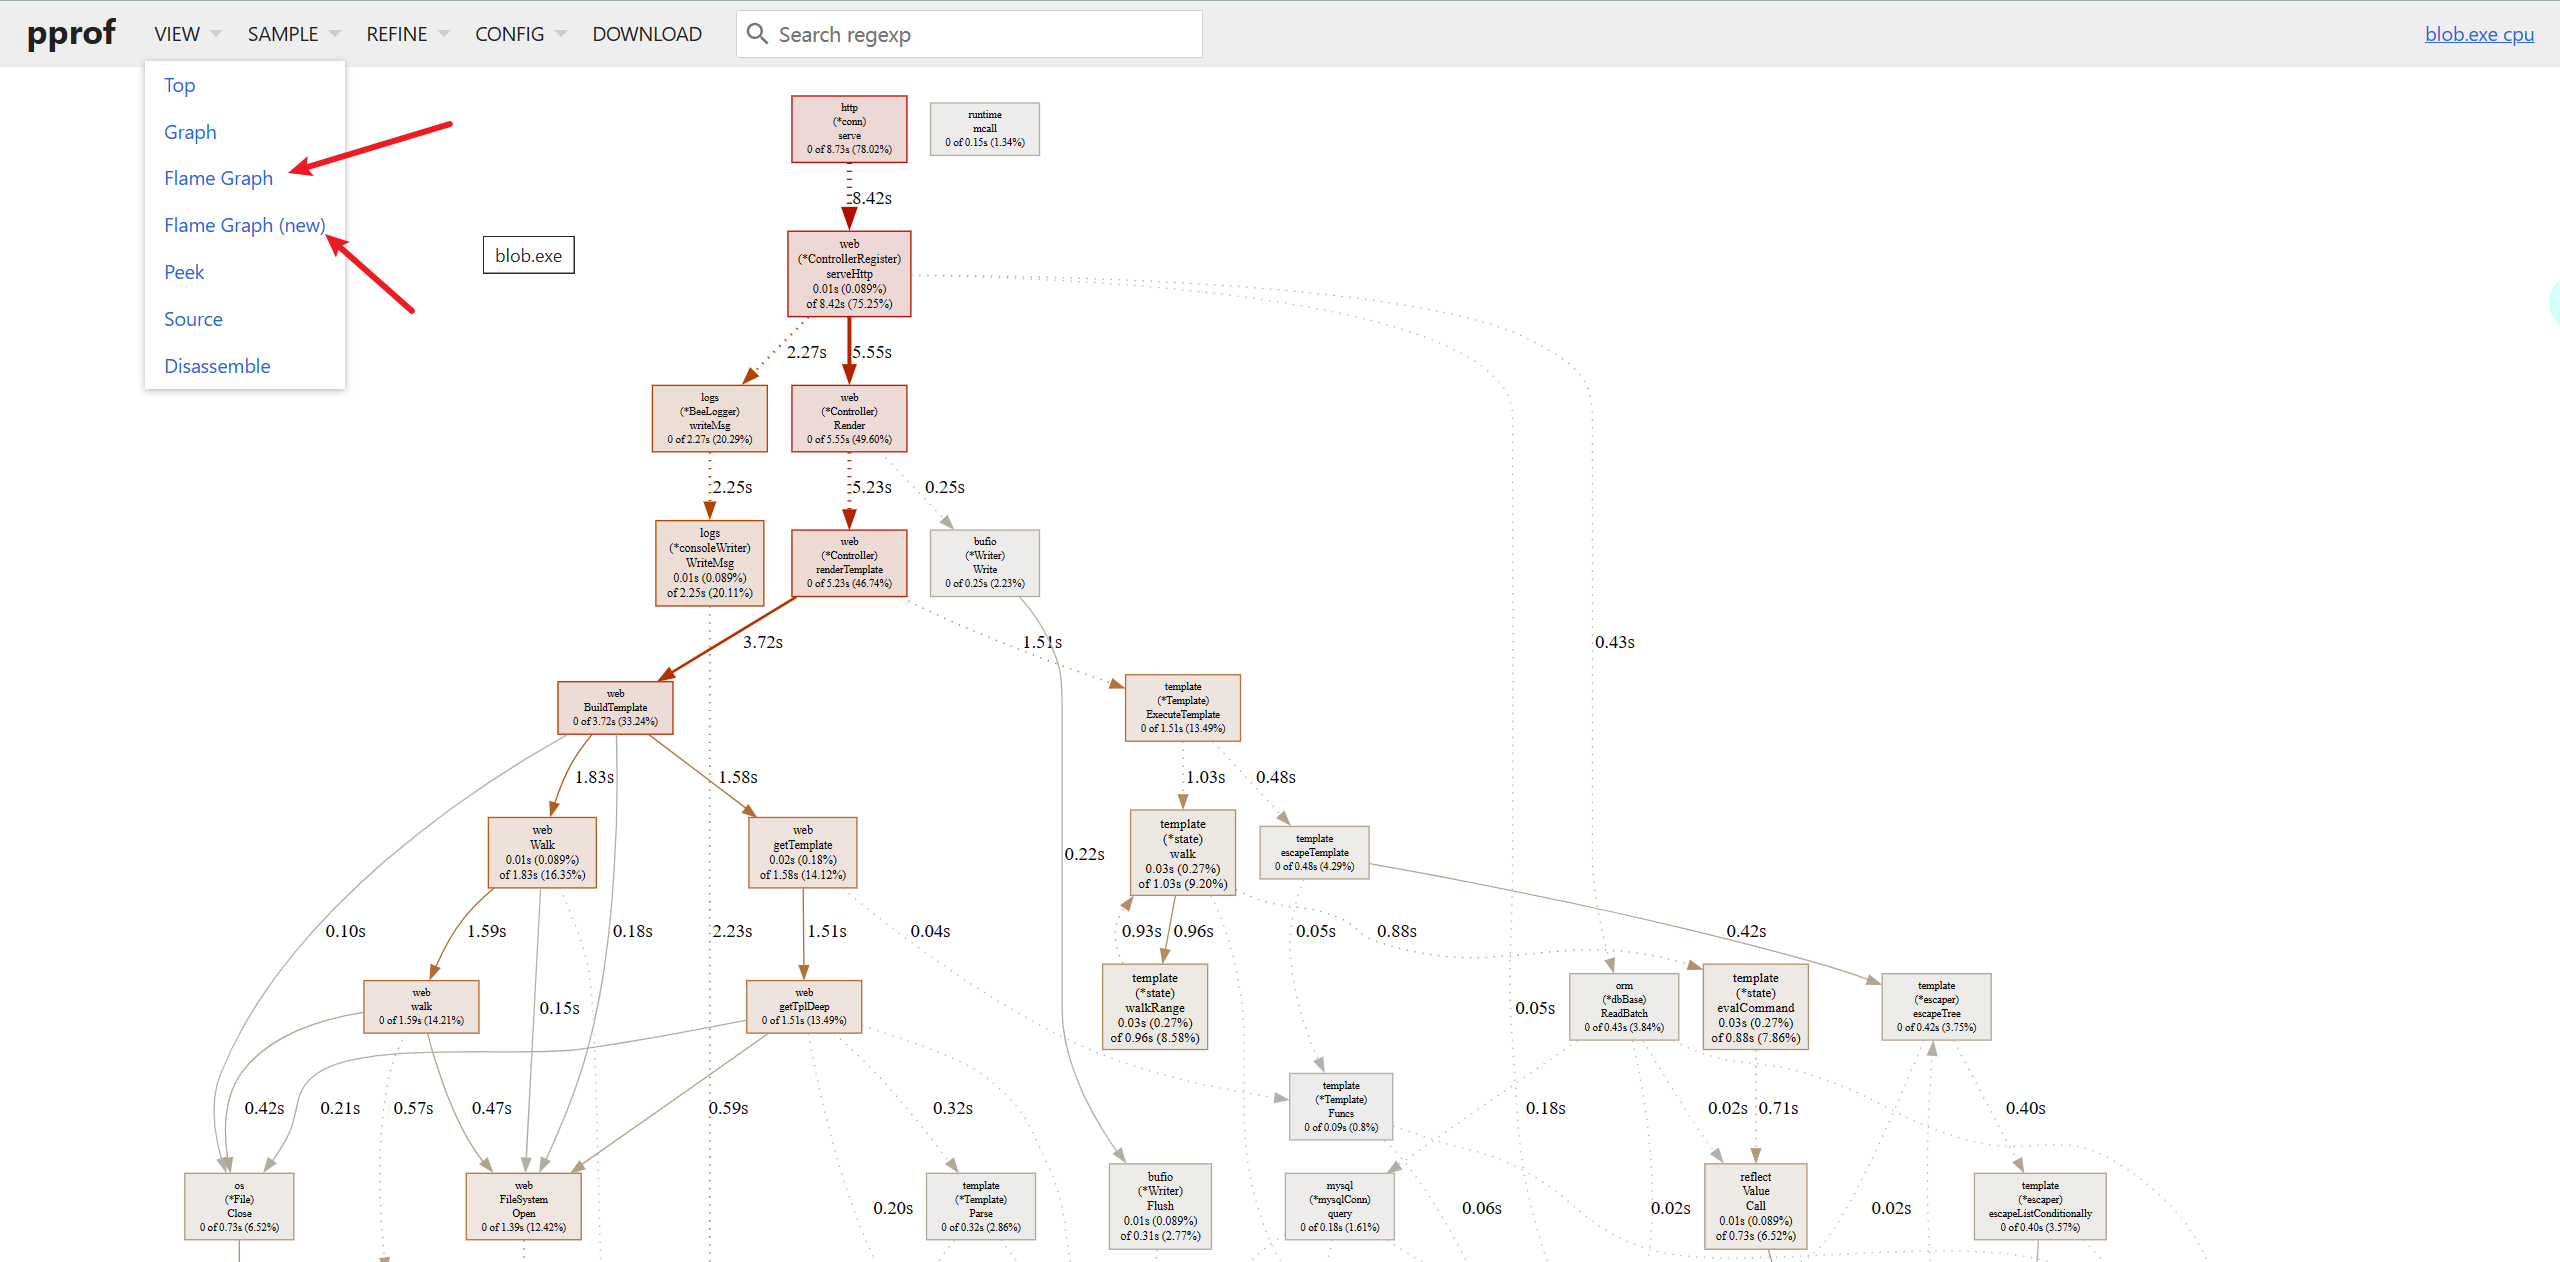 pprof
VIEW
SAMPLE
REFINE
CONFIG
DOWNLOAD
Search regexp
blob.exe cpu
Top
Graph
Flame Graph
Flame Graph (new)
Peek
Source
Disassemble
blob.exe
http
(*conn)
serve
0 of 8.73s (78.02%)
runtime
mcall
0 of 0.15s (1.34%)
8.42s
web
(*ControllerRegister)
serveHttp
0.01s (0.089%)
of 8.42s (75.25%)
2.27s
5.55s
logs
(*BeeLogger)
writeMsg
0 of 2.27s (20.29%)
web
(*Controller)
Render
0 of 5.55s (49.60%)
2.25s
5.23s
0.25s
logs
(*consoleWriter)
WriteMsg
0.01s (0.089%)
of 2.25s (20.11%)
web
(*Controller)
renderTemplate
0 of 5.23s (46.74%)
bufio
(*Writer)
Write
0 of 0.25s (2.23%)
3.72s
1.51s
0.43s
web
BuildTemplate
0 of 3.72s (33.24%)
template
(*Template)
ExecuteTemplate
0 of 1.51s (13.49%)
1.83s
1.58s
1.03s
0.48s
web
Walk
0.01s (0.089%)
of 1.83s (16.35%)
web
getTemplate
0.02s (0.18%)
of 1.58s (14.12%)
0.22s
template
(*state)
walk
0.03s (0.27%)
of 1.03s (9.20%)
template
escapeTemplate
0 of 0.48s (4.29%)
0.10s
1.59s
0.18s
2.23s
1.51s
0.04s
0.93s
0.96s
0.05s
0.88s
0.42s
web
walk
0 of 1.59s (14.21%)
0.15s
web
getTplDeep
0 of 1.51s (13.49%)
template
(*state)
walkRange
0.03s (0.27%)
of 0.96s (8.58%)
0.05s
orm
(*dbBase)
ReadBatch
0 of 0.43s (3.84%)
template
(*state)
evalCommand
0.03s (0.27%)
of 0.88s (7.86%)
template
(*escaper)
escapeTree
0 of 0.42s (3.75%)
0.42s
0.21s
0.57s
0.47s
0.59s
0.32s
template
(*Template)
Funcs
0 of 0.09s (0.8%)
0.18s
0.02s
0.71s
0.40s
os
(*File)
Close
0 of 0.73s (6.52%)
web
FileSystem
Open
0 of 1.39s (12.42%)
0.20s
template
(*Template)
Parse
0 of 0.32s (2.86%)
bufio
(*Writer)
Flush
0.01s (0.089%)
of 0.31s (2.77%)
mysql
(*mysqlConn)
query
0 of 0.18s (1.61%)
0.06s
0.02s
reflect
Value
Call
0.01s (0.089%)
of 0.73s (6.52%)
0.02s
template
(*escaper)
escapeListConditionally
0 of 0.40s (3.57%)